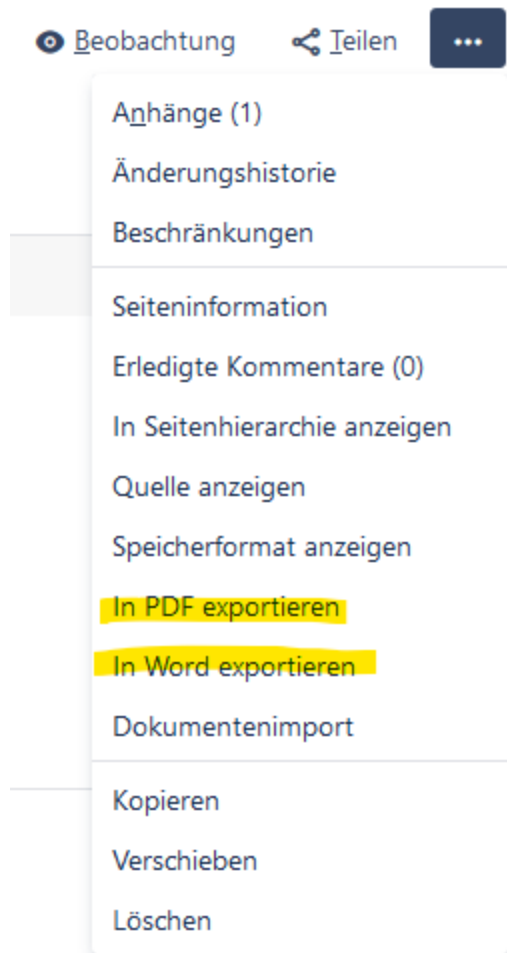 Beobachtung Teilen
Anhänge (1)
Änderungshistorie
Beschränkungen
Seiteninformation
Erledigte Kommentare (0)
In Seitenhierarchie anzeigen
Quelle anzeigen
Speicherformat anzeigen
In PDF exportieren
In Word exportieren
Dokumentenimport
Kopieren
Verschieben
Löschen